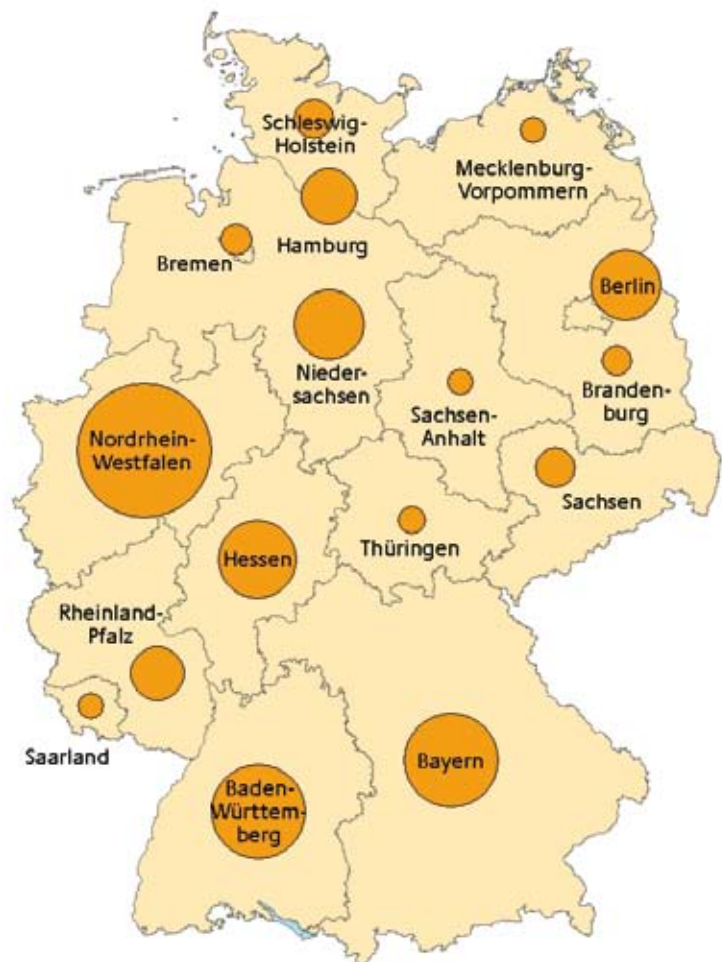 Schleswig-
Holstein
Mecklenburg-
Vorpommern
Hamburg
Bremen
Berlin
Nieder-
sachsen
Branden-
burg
Sachsen-
Anhalt
Nordrhein-
Westfalen
Sachsen
Thüringen
Hessen
Rheinland-
Pfalz
Saarland
Bayern
Baden-
Württem-
berg